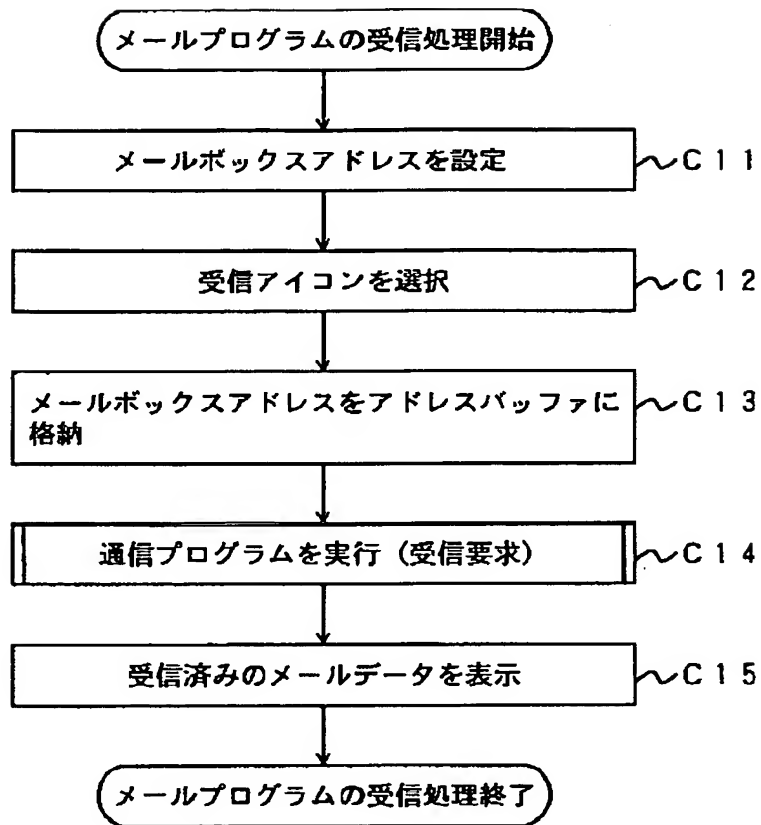 メールプログラムの受信処理開始
メールボックスアドレスを設定
C11
受信アイコンを選択
C12
メールボックスアドレスをアドレスバッファに
格納
C13
通信プログラムを実行（受信要求）
C14
受信済みのメールデータを表示
C15
メールプログラムの受信処理終了